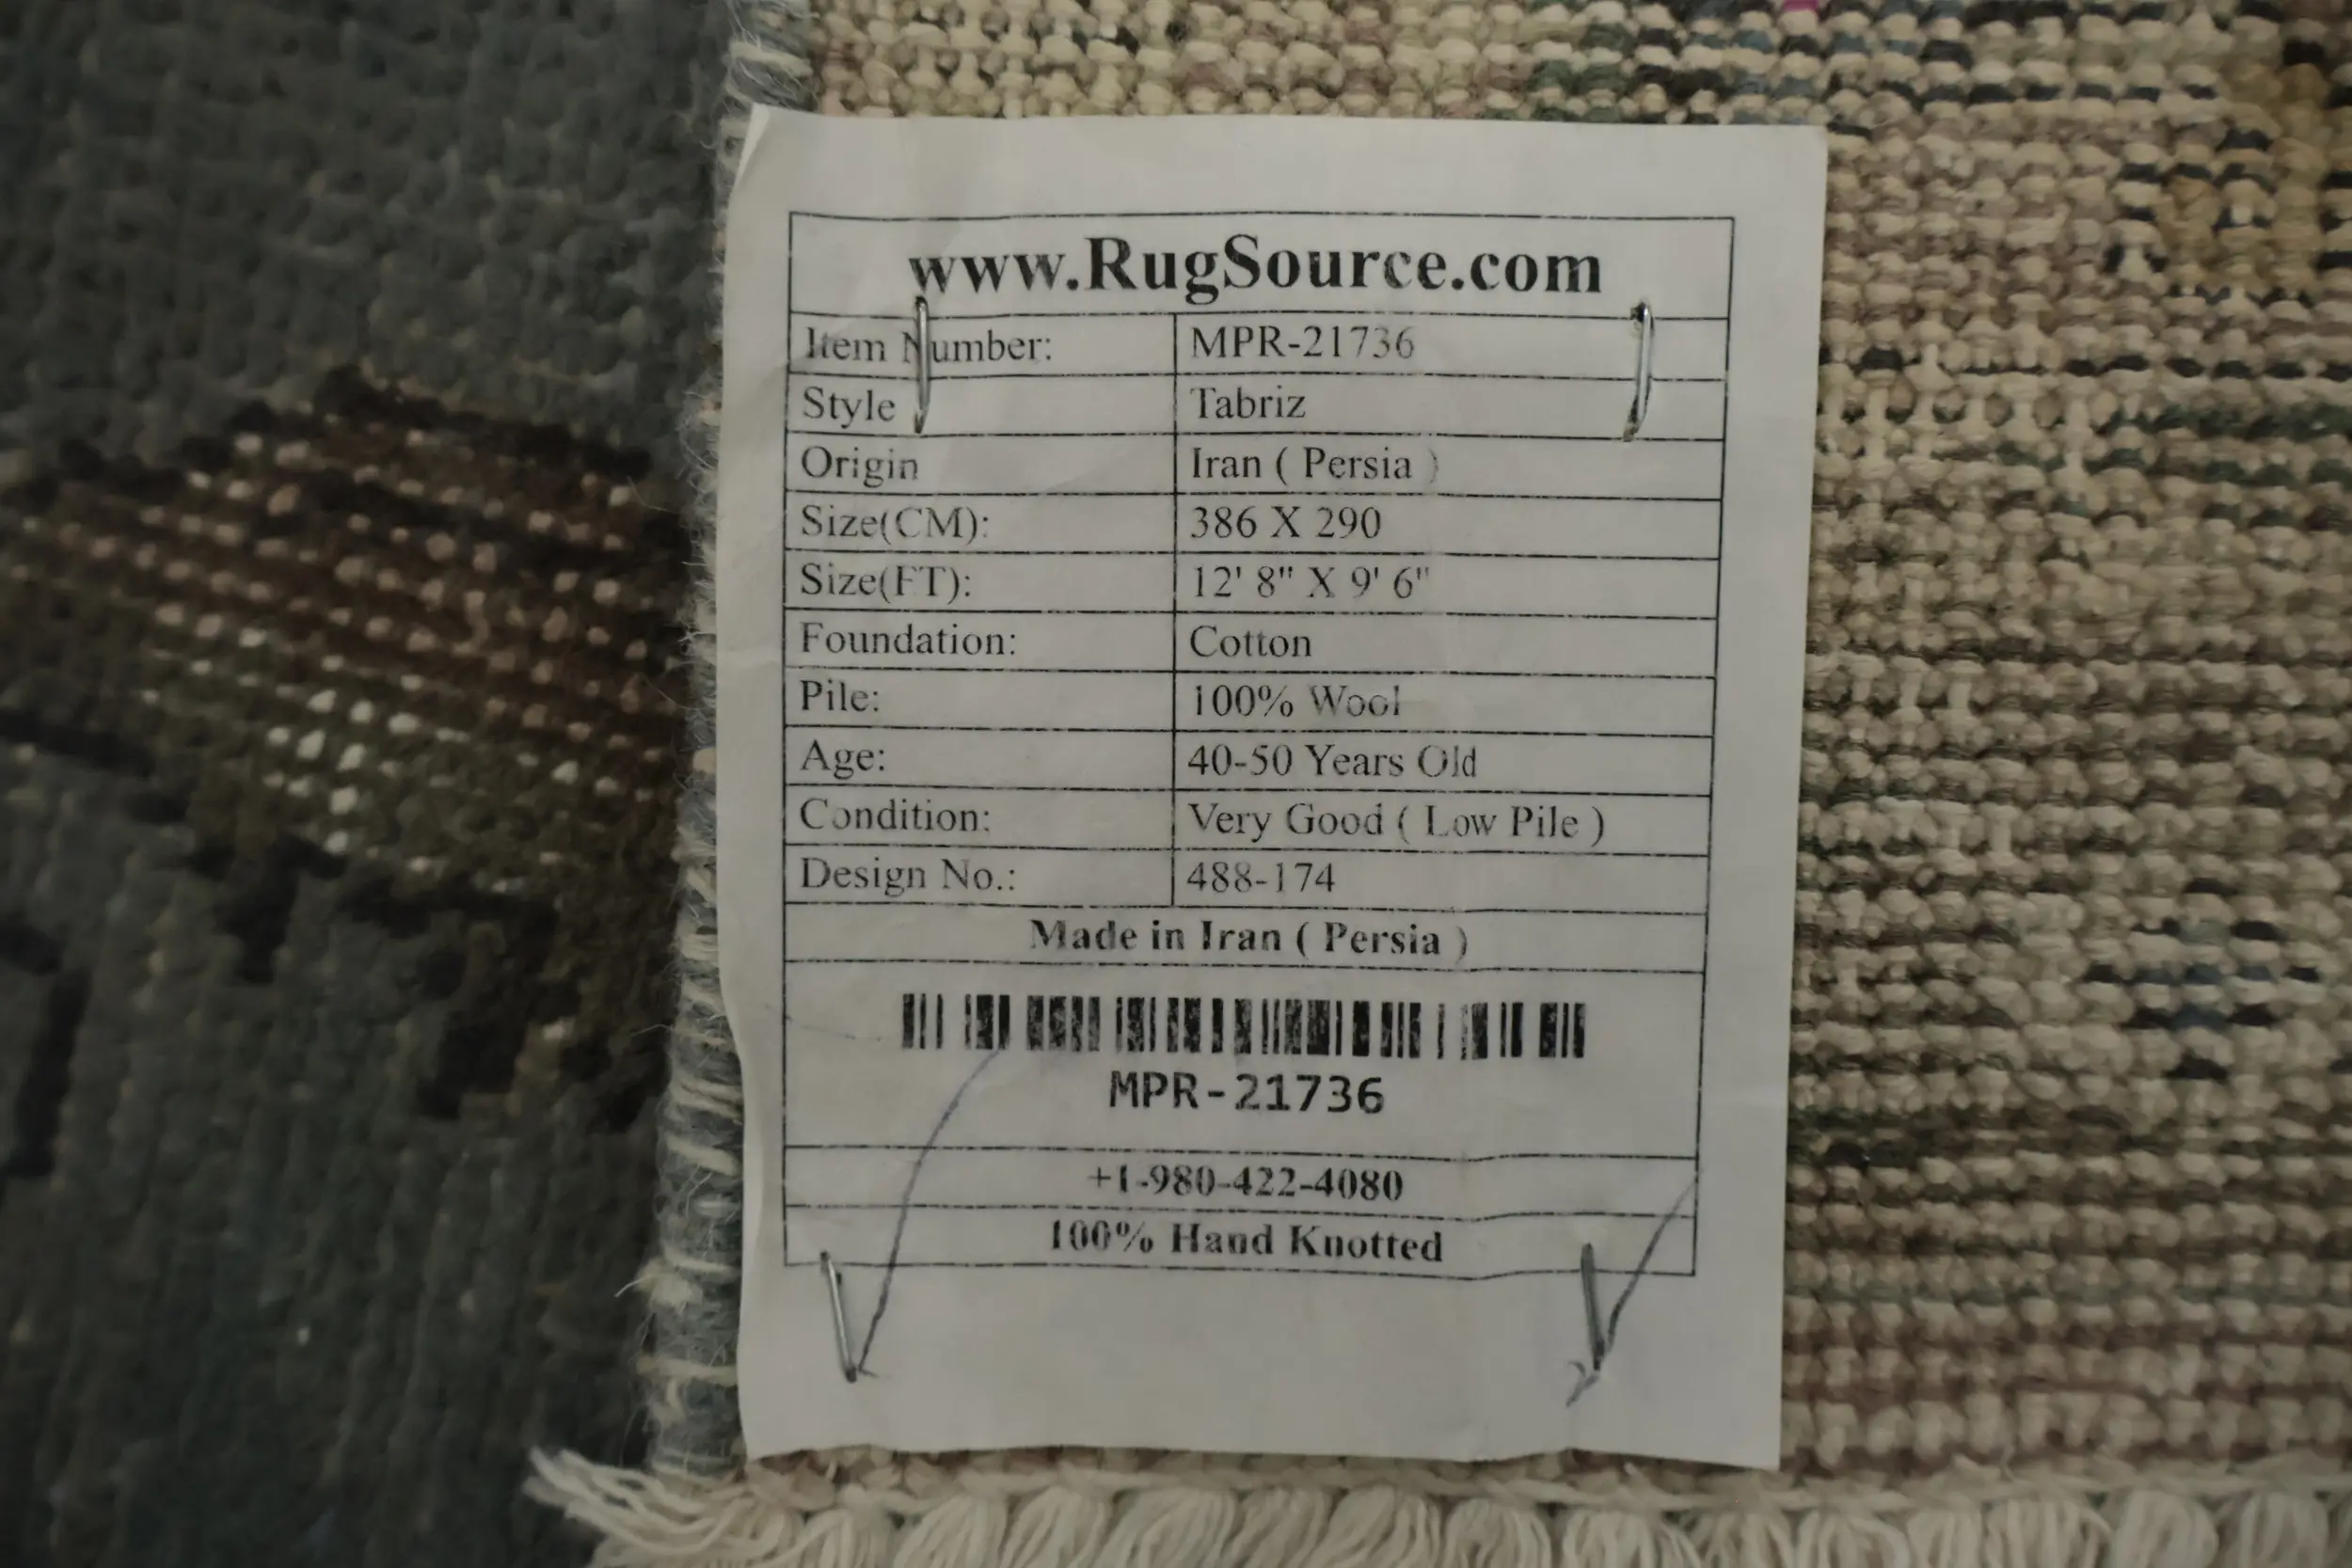 www.RugSource.com
Item Number: MPR-21736
Style Tabriz
Origin Iran ( Persia )
Size(CM): 386 X 290
Size(FT): 12' 8" X 9' 6"
Foundation: Cotton
Pile: 100% Wool
Age: 40-50 Years Old
Condition: Very Good ( Low Pile )
Design No.: 488-174
Made in Iran ( Persia )
MPR-21736
+1-980-422-4080
100% Hand Knotted